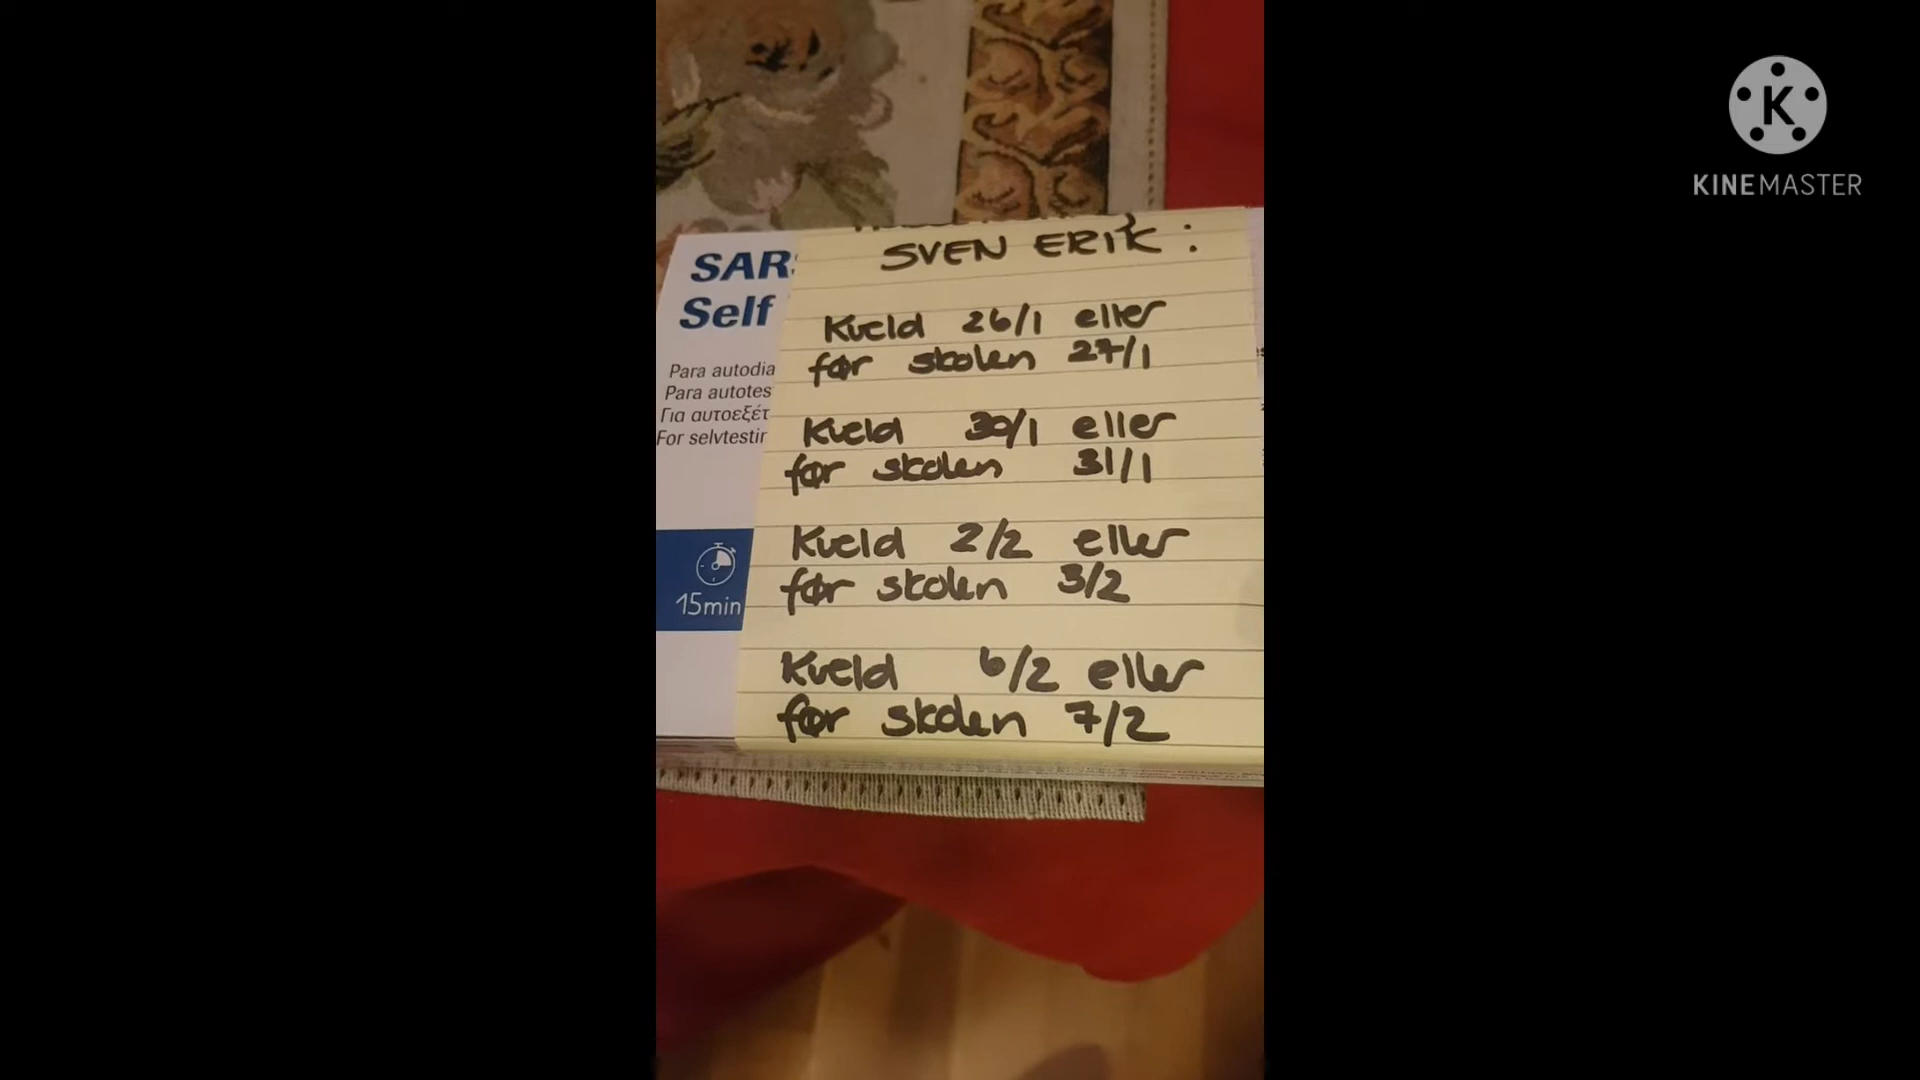 SVEN ERIK:
Kveld 26/1 eller
før skolen 27/1
Kveld 30/1 eller
før skolen 31/1
Kveld 2/2 eller
før skolen 3/2
Kveld 6/2 eller
før skolen 7/2
SARS
Self
Para autodia
Para autotes
Για αυτοεξέτ
For selvtestin
15min
K
KINEMASTER